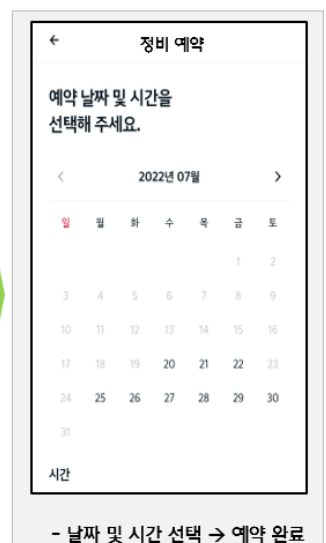 ←
정비 예약
예약 날짜 및 시간을
선택해 주세요.
< 2022년 07월 >
일 월 화 수 목 금 토
1 2
3 4 5 6 7 8 9
10 11 12 13 14 15 16
17 18 19 20 21 22 23
24 25 26 27 28 29 30
31
시간
- 날짜 및 시간 선택 → 예약 완료